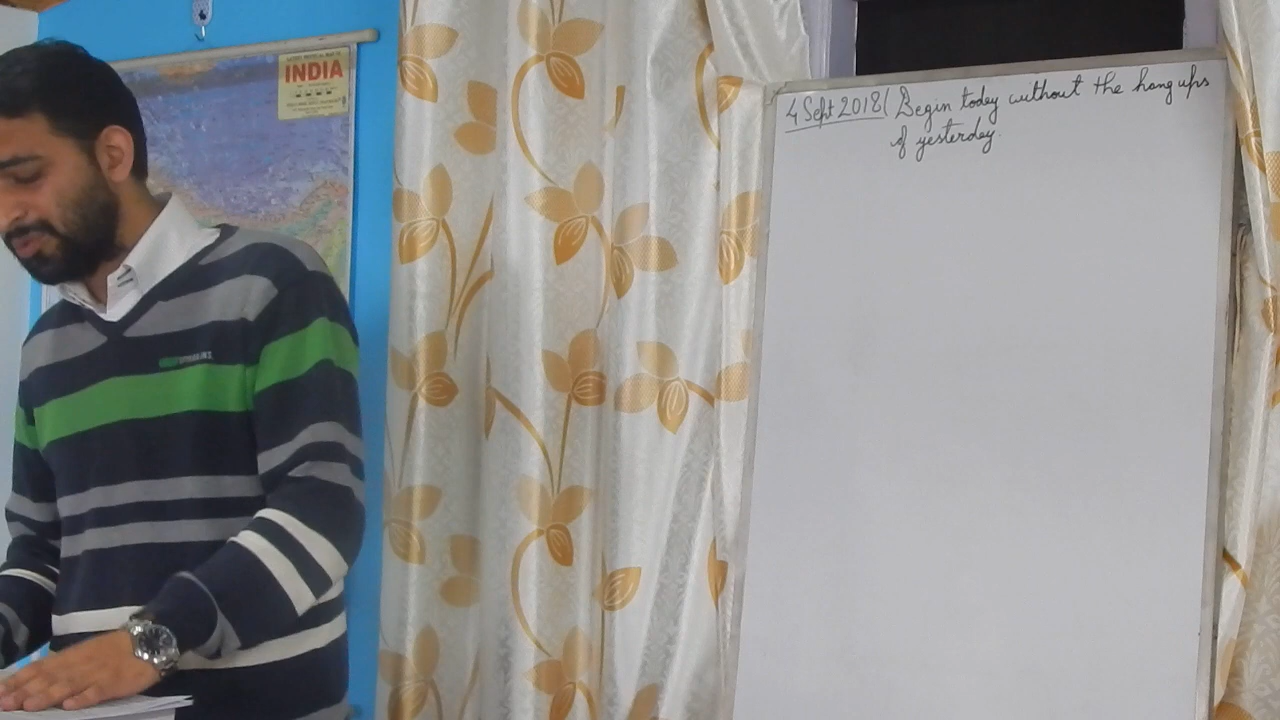 INDIA
4 Sept 2018( Begin today without the hang ups
of yesterday.